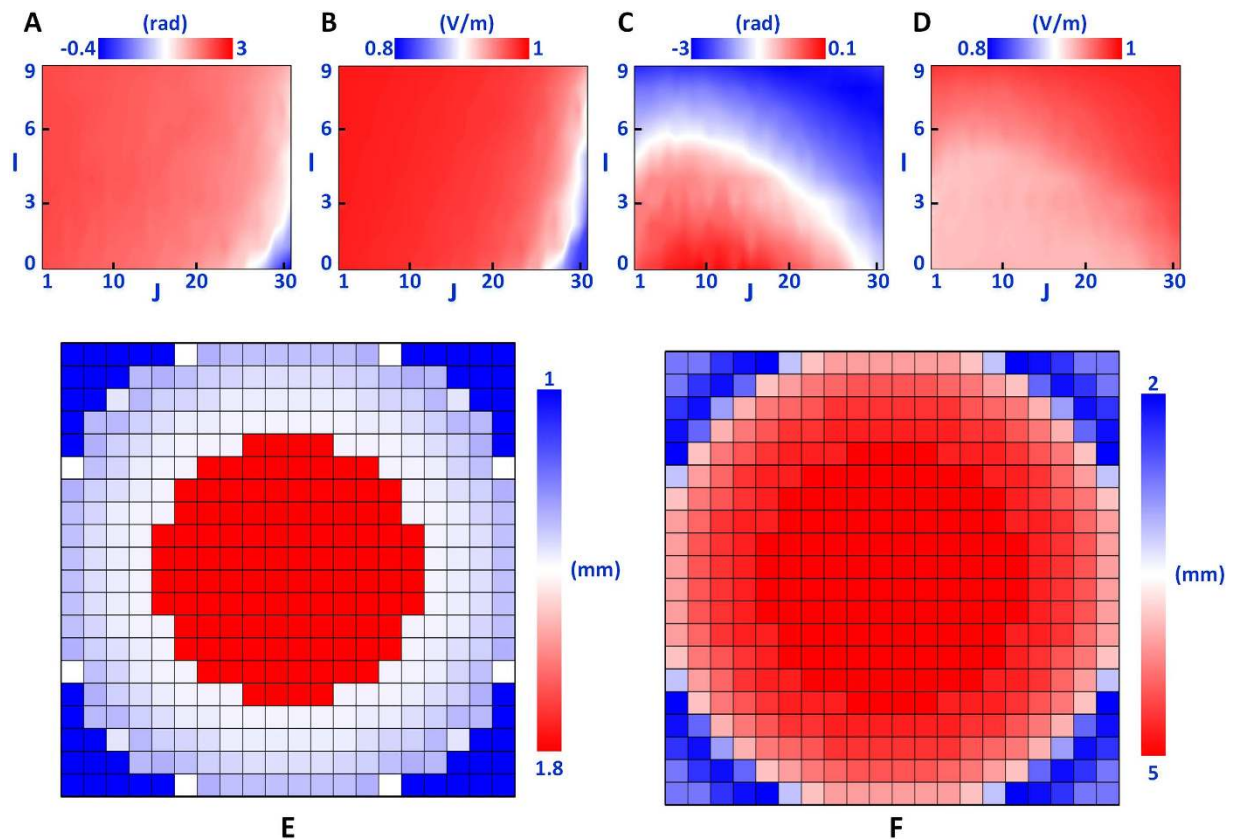 A (rad) B (V/m) C (rad) D (V/m)
-0.4 3 0.8 1 -3 0.1 0.8 1
9 9 9 9
6 6 6 6
I I I I
3 3 3 3
0 0 0 0
1 10 20 30 1 10 20 30 1 10 20 30 1 10 20 30
J J J J
1 2
(mm) (mm)
1.8 5
E F